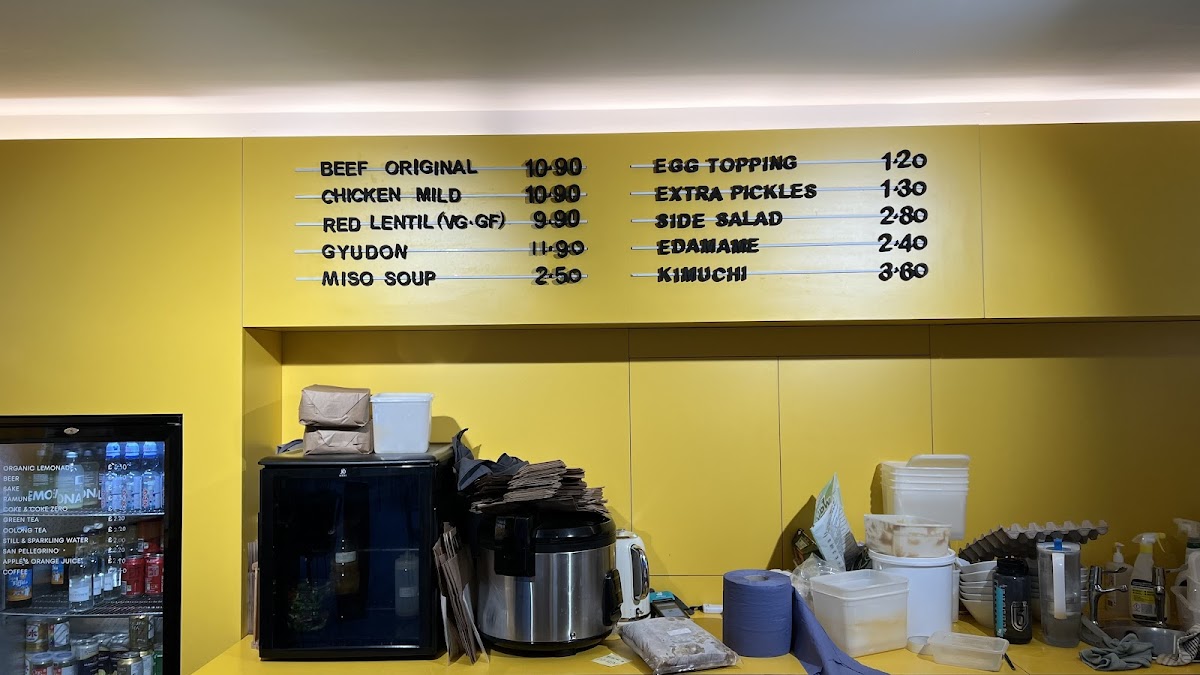 BEEF ORIGINAL 10·90
CHICKEN MILD 10·90
RED LENTIL (VG·GF) 9·90
GYUDON 11·90
MISO SOUP 2·50
EGG TOPPING 1·20
EXTRA PICKLES 1·30
SIDE SALAD 2·80
EDAMAME 2·40
KIMUCHI 3·60
ORGANIC LEMONADE
BEER
SAKE
RAMUNE
COKE & COKE ZERO
GREEN TEA
OOLONG TEA
STILL & SPARKLING WATER
SAN PELLEGRINO
APPLE & ORANGE JUICE
COFFEE